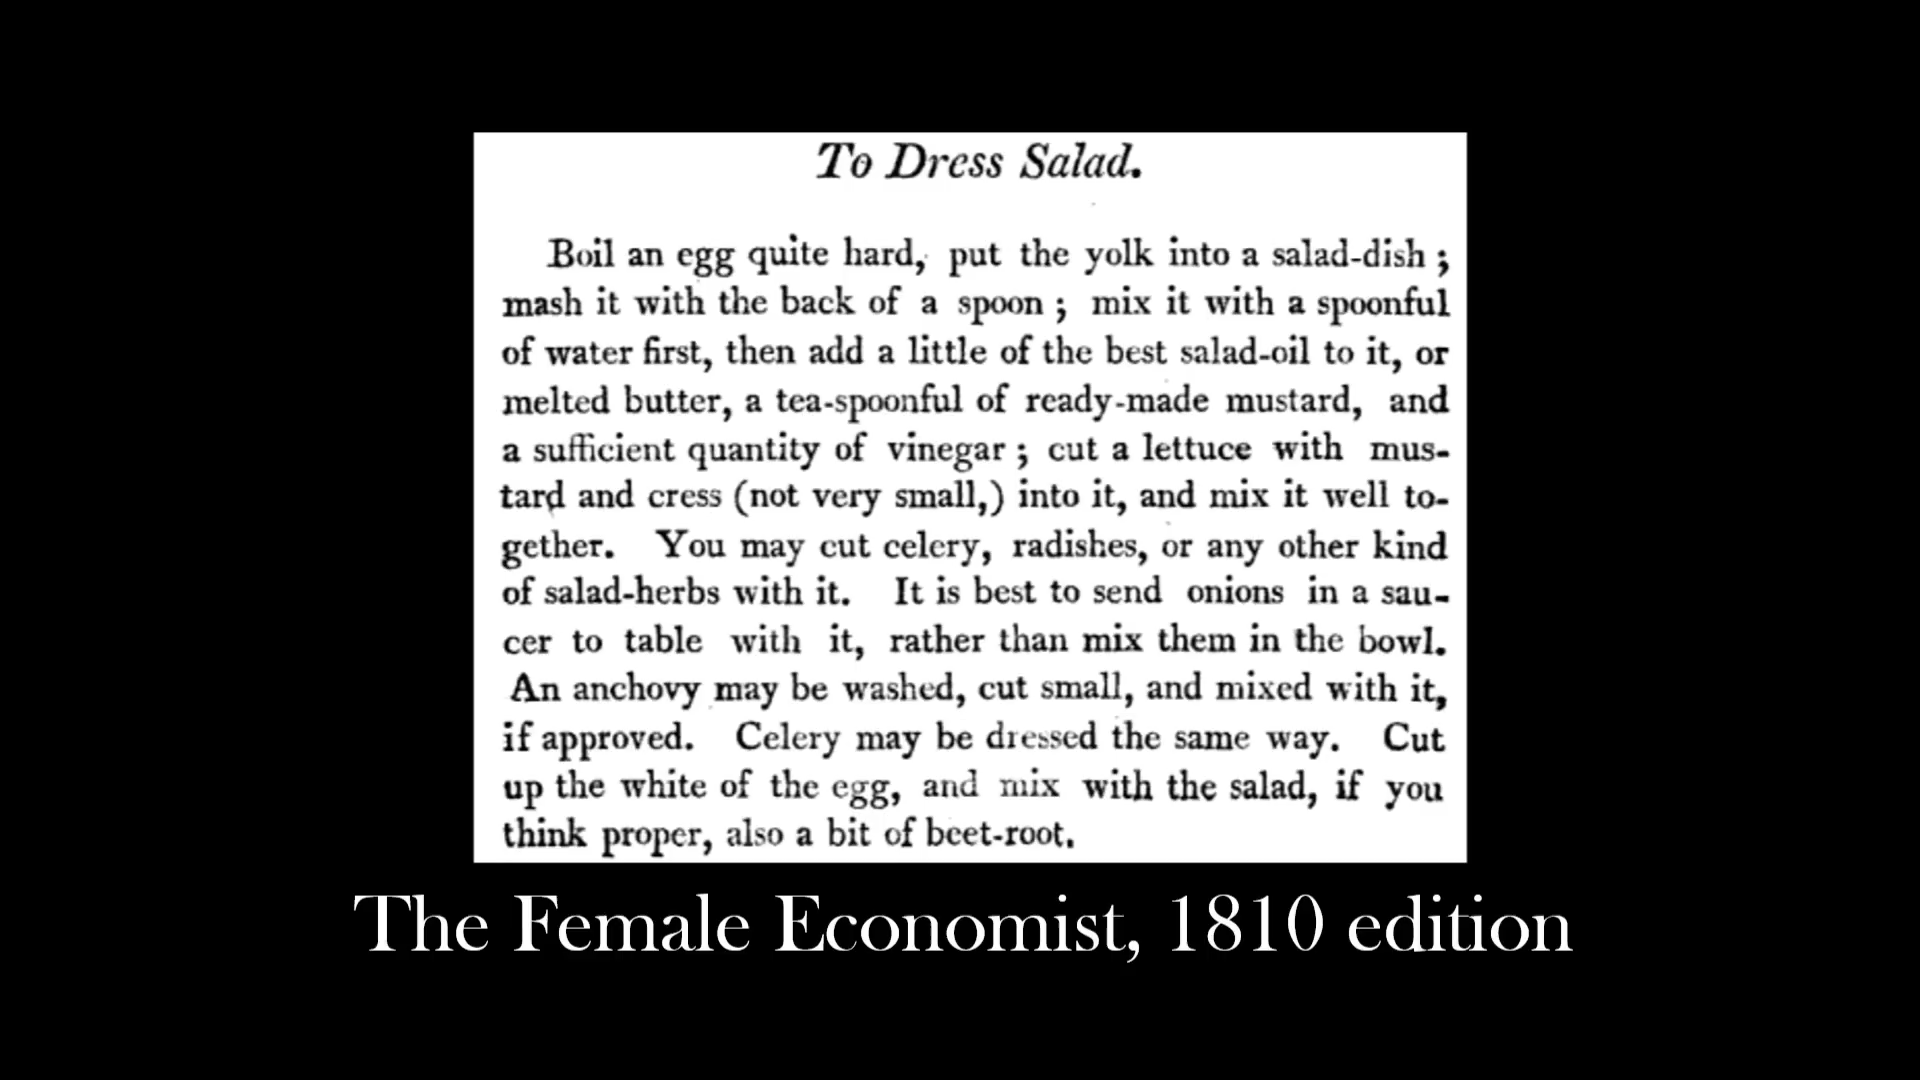 To Dress Salad.
Boil an egg quite hard, put the yolk into a salad-dish ;
mash it with the back of a spoon ; mix it with a spoonful
of water first, then add a little of the best salad-oil to it, or
melted butter, a tea-spoonful of ready-made mustard, and
a sufficient quantity of vinegar ; cut a lettuce with mus-
tard and cress (not very small,) into it, and mix it well to-
gether. You may cut celery, radishes, or any other kind
of salad-herbs with it. It is best to send onions in a sau-
cer to table with it, rather than mix them in the bowl.
An anchovy may be washed, cut small, and mixed with it,
if approved. Celery may be dressed the same way. Cut
up the white of the egg, and mix with the salad, if you
think proper, also a bit of beet-root.
The Female Economist, 1810 edition